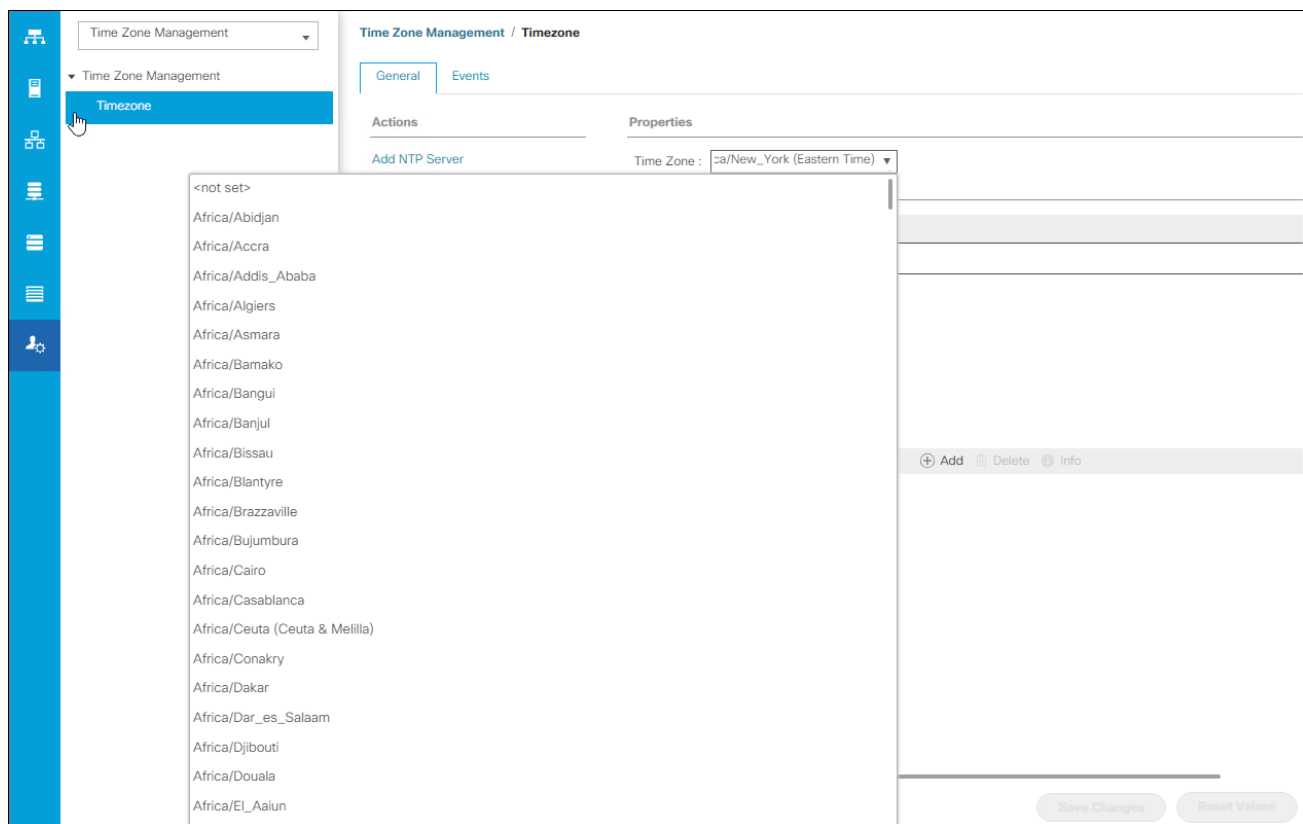 Time Zone Management
Time Zone Management
Timezone
Time Zone Management / Timezone
General Events
Actions
Properties
Add NTP Server
Time Zone : ca/New_York (Eastern Time)
<not set>
Africa/Abidjan
Africa/Accra
Africa/Addis_Ababa
Africa/Algiers
Africa/Asmara
Africa/Bamako
Africa/Bangui
Africa/Banjul
Africa/Bissau
Africa/Blantyre
Africa/Brazzaville
Africa/Bujumbura
Africa/Cairo
Africa/Casablanca
Africa/Ceuta (Ceuta & Melilla)
Africa/Conakry
Africa/Dakar
Africa/Dar_es_Salaam
Africa/Djibouti
Africa/Douala
Africa/El_Aaiun
Add Delete Info
Save Changes Reset Values